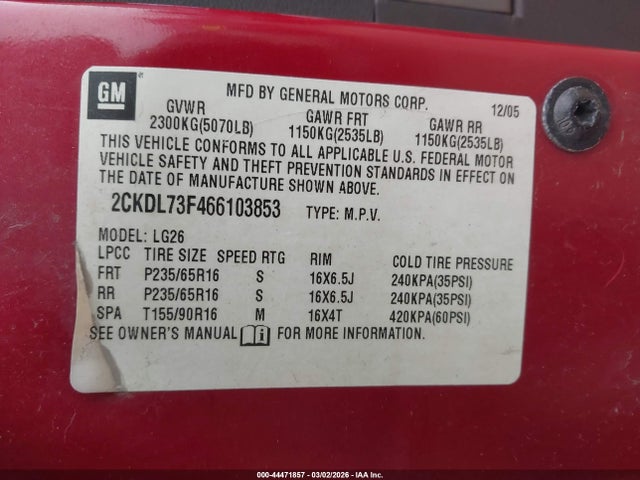 GM
MFD BY GENERAL MOTORS CORP. 12/05
GVWR GAWR FRT GAWR RR
2300KG(5070LB) 1150KG(2535LB) 1150KG(2535LB)
THIS VEHICLE CONFORMS TO ALL APPLICABLE U.S. FEDERAL MOTOR
VEHICLE SAFETY AND THEFT PREVENTION STANDARDS IN EFFECT ON
THE DATE OF MANUFACTURE SHOWN ABOVE.
2CKDL73F466103853 TYPE: M.P.V.
MODEL: LG26
LPCC TIRE SIZE SPEED RTG RIM COLD TIRE PRESSURE
FRT P235/65R16 S 16X6.5J 240KPA(35PSI)
RR P235/65R16 S 16X6.5J 240KPA(35PSI)
SPA T155/90R16 M 16X4T 420KPA(60PSI)
SEE OWNER'S MANUAL FOR MORE INFORMATION.
000-44471857 - 03/02/2026 - IAA Inc.